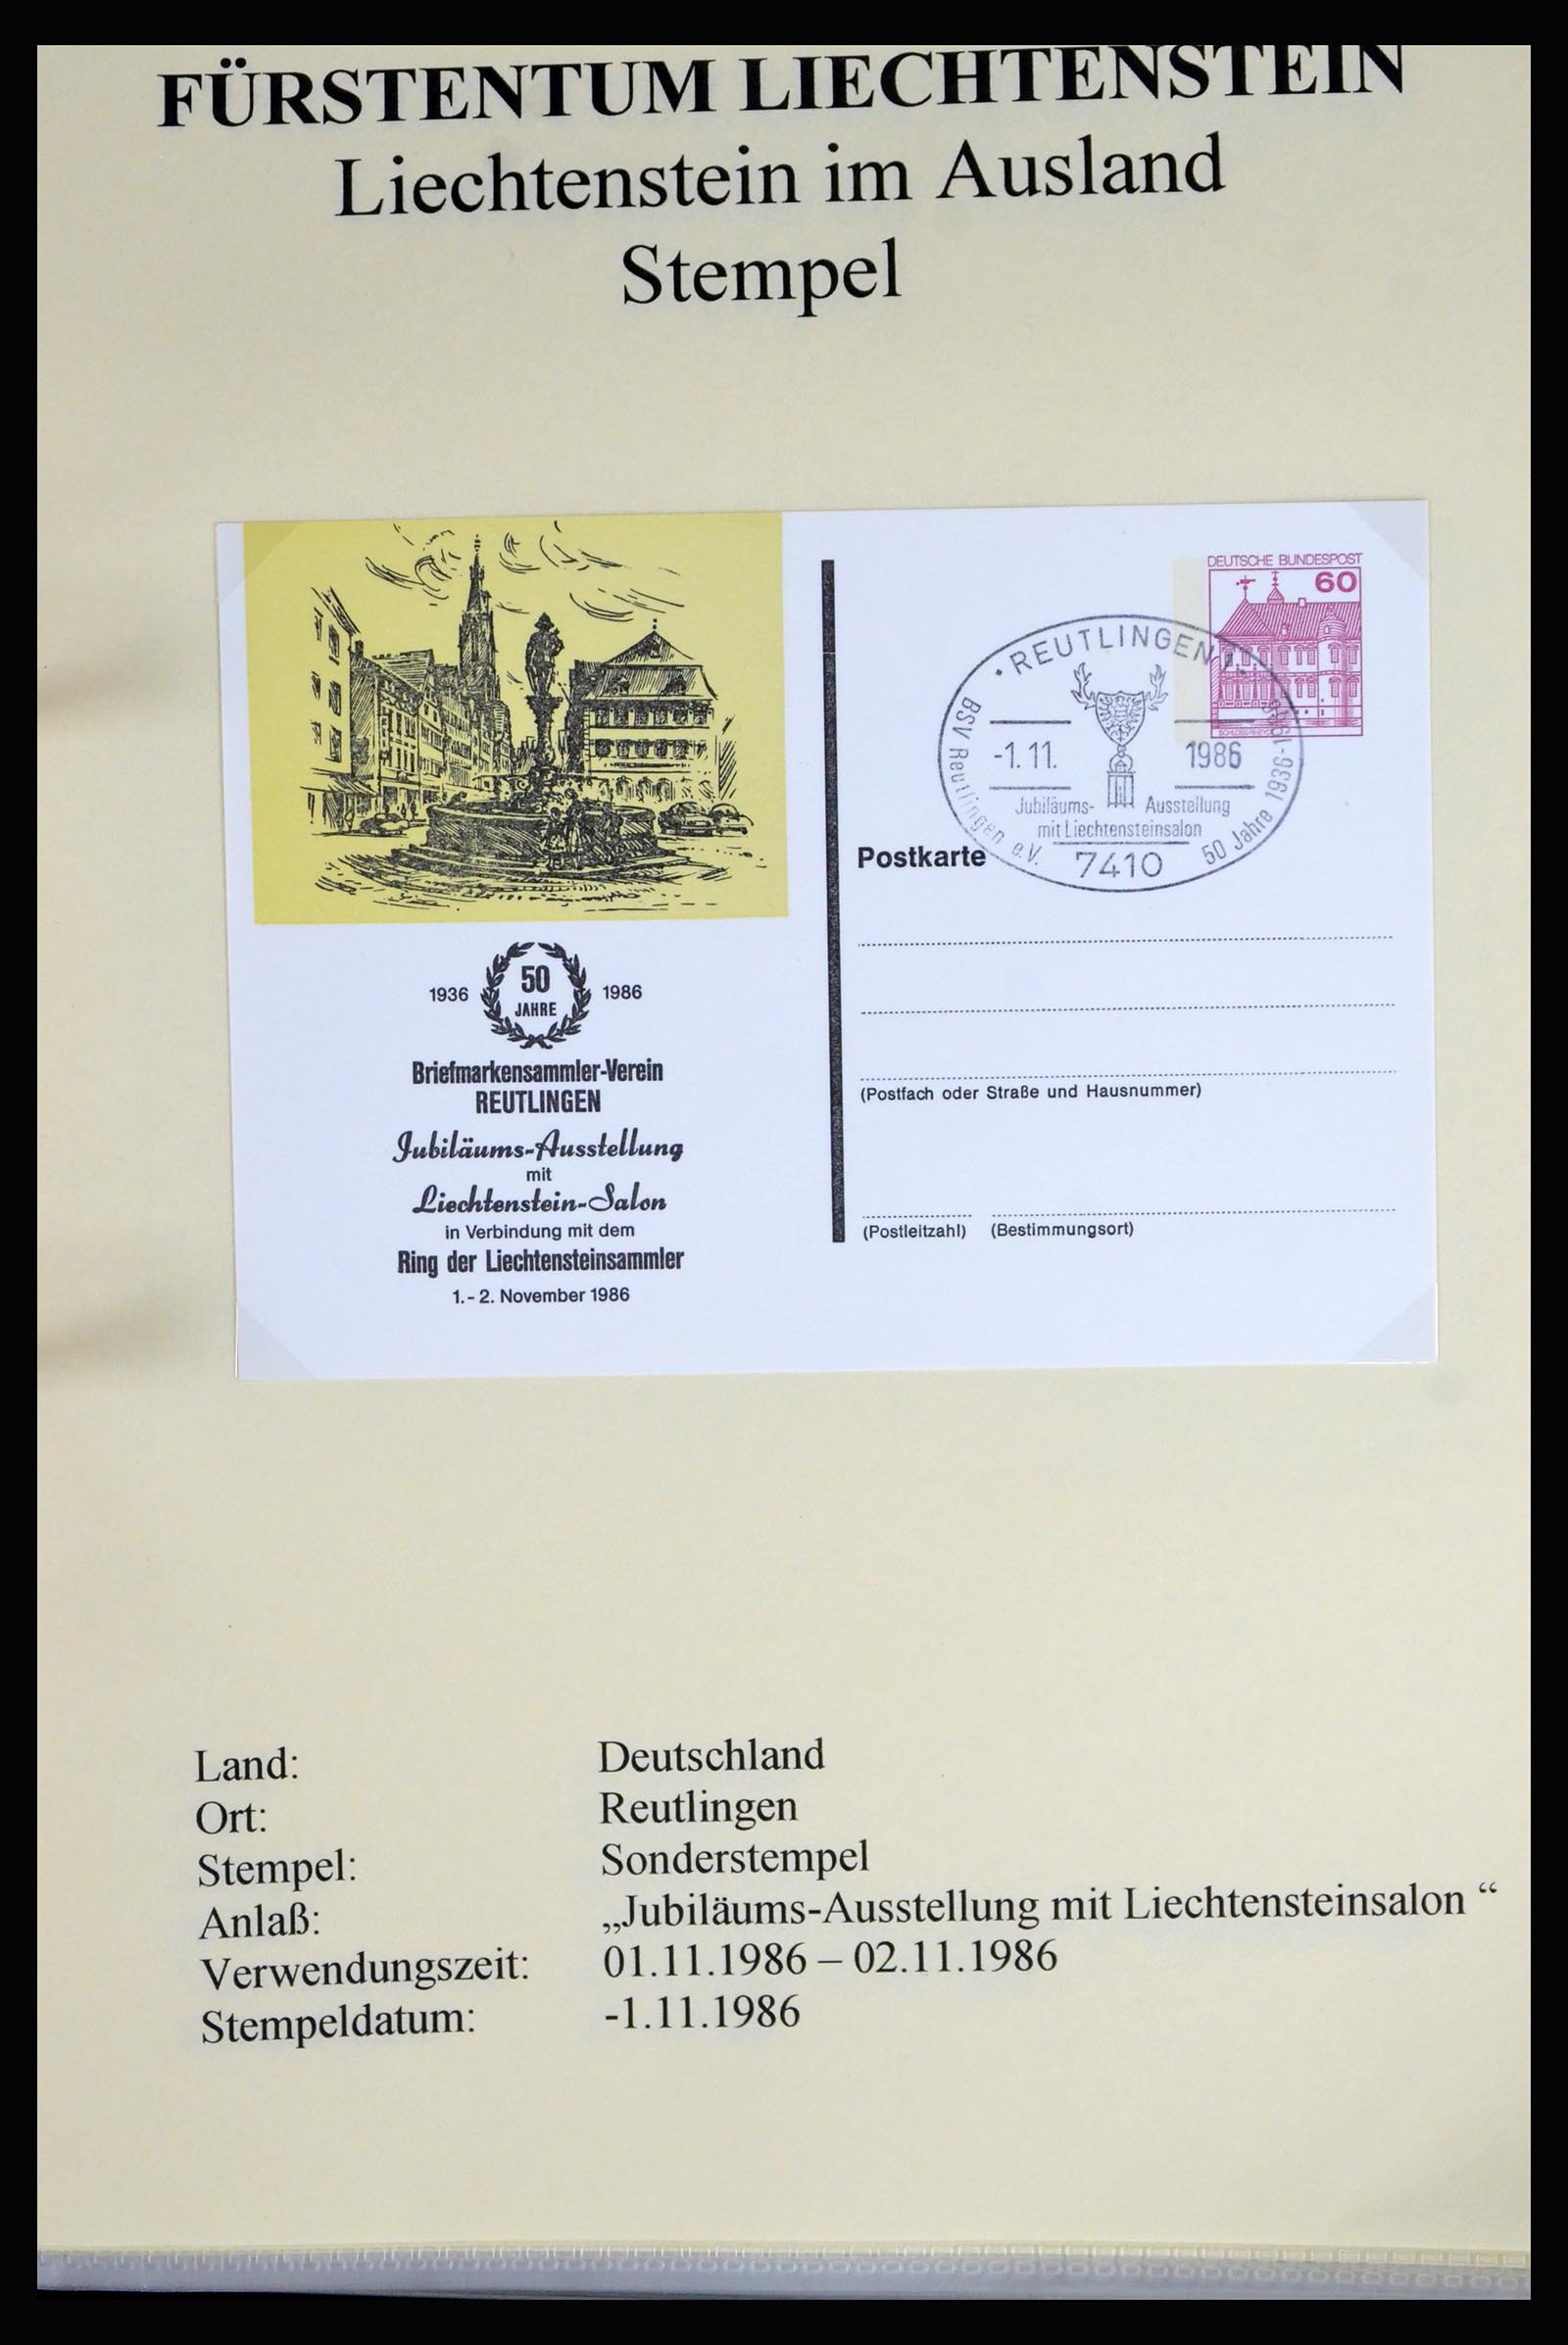 FÜRSTENTUM LIECHTENSTEIN
Liechtenstein im Ausland
Stempel
DEUTSCHE BUNDESPOST
60
· REUTLINGEN 1 ·
-1.11. 1986
Jubiläums- Ausstellung
mit Liechtensteinsalon
BSV Reutlingen e.V. 7410 50 Jahre 1936-1986
Postkarte
1936 50 JAHRE 1986
Briefmarkensammler-Verein
REUTLINGEN
Jubiläums-Ausstellung
mit
Liechtenstein-Salon
in Verbindung mit dem
Ring der Liechtensteinsammler
1.- 2. November 1986
(Postfach oder Straße und Hausnummer)
(Postleitzahl) (Bestimmungsort)
Land: Deutschland
Ort: Reutlingen
Stempel: Sonderstempel
Anlaß: „Jubiläums-Ausstellung mit Liechtensteinsalon “
Verwendungszeit: 01.11.1986 – 02.11.1986
Stempeldatum: -1.11.1986